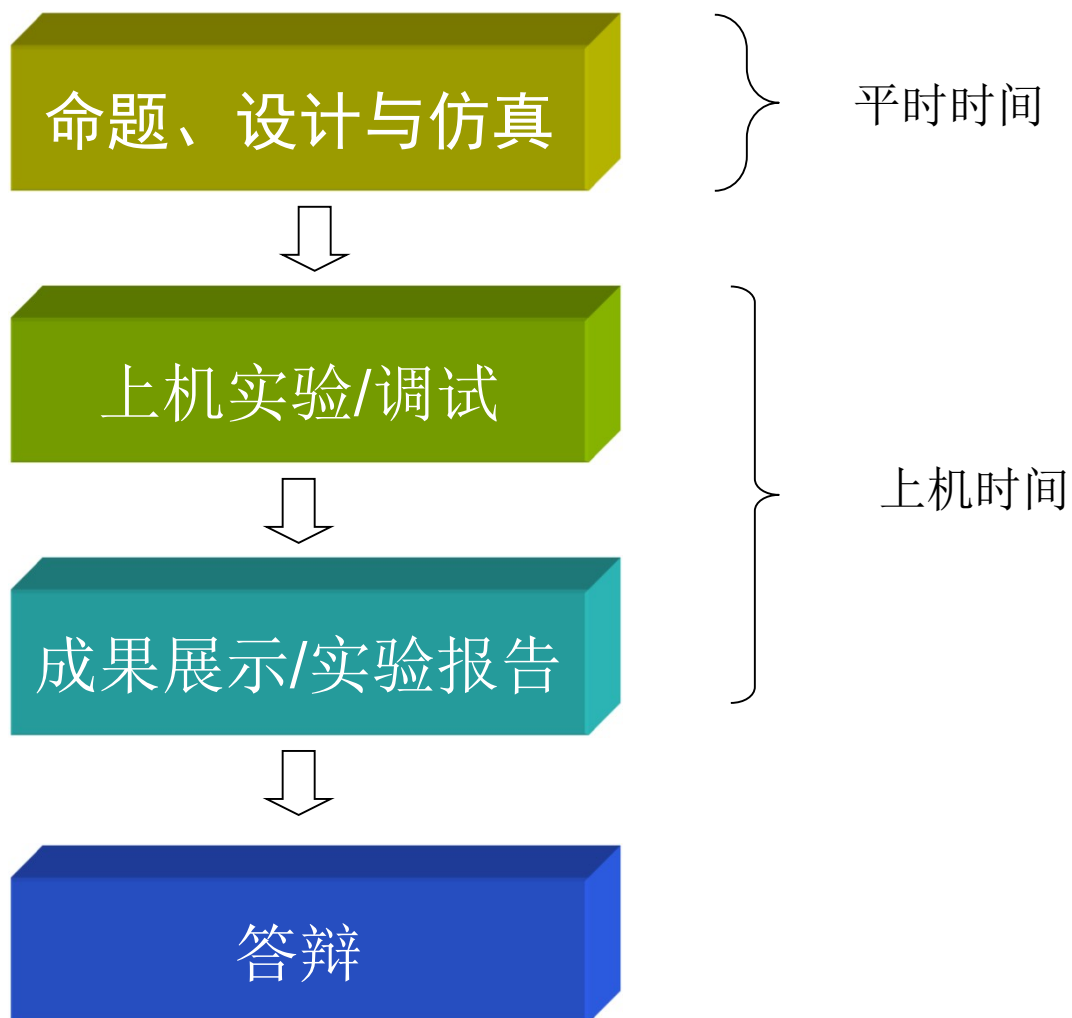 命题、设计与仿真
平时时间
上机实验/调试
上机时间
成果展示/实验报告
答辩